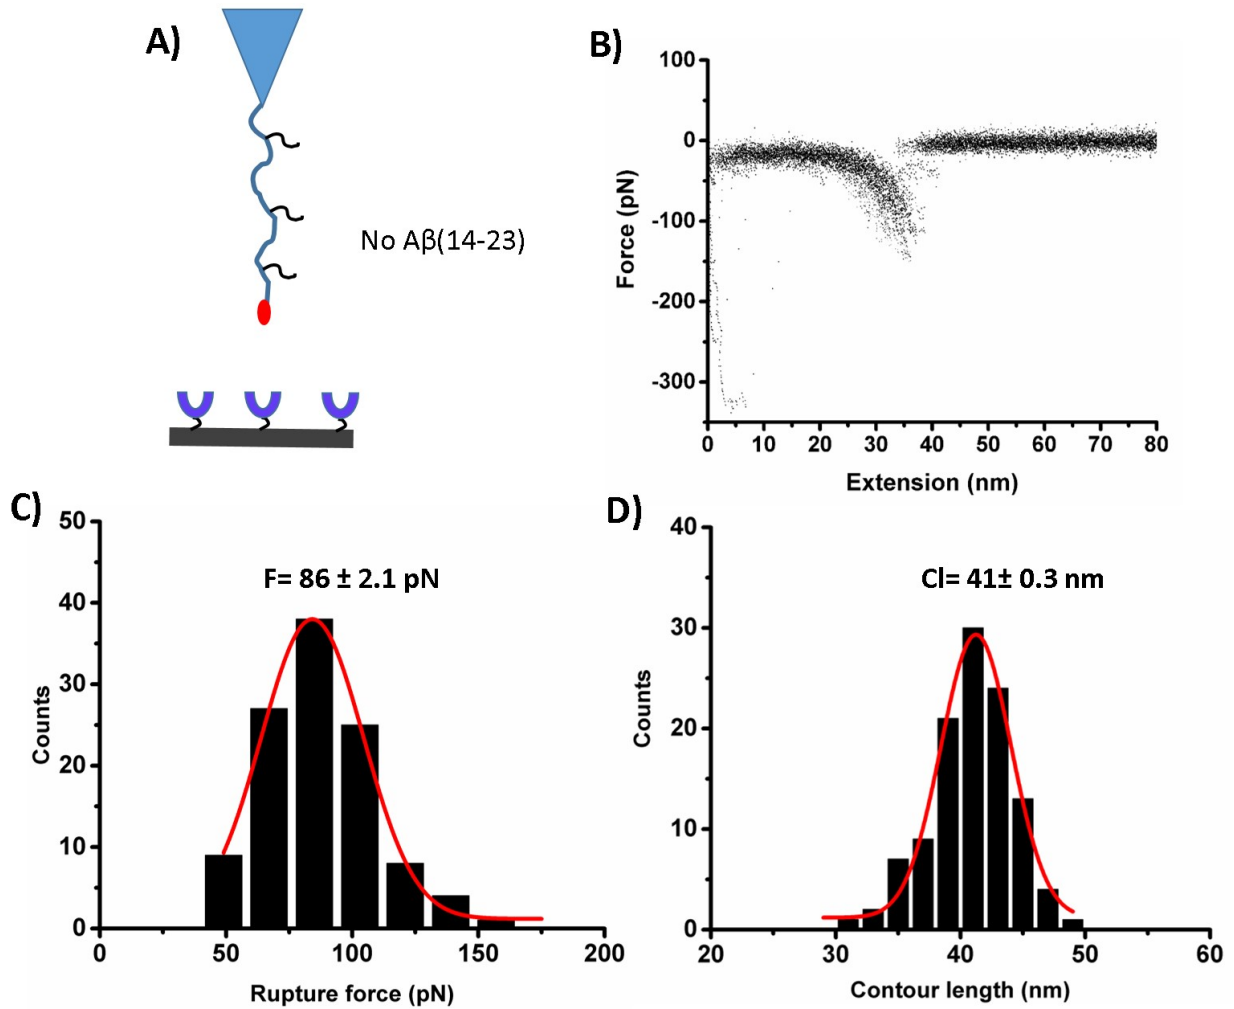 A)
No Aβ(14-23)
B)
100
0
-100
-200
-300
Force (pN)
0 10 20 30 40 50 60 70 80
Extension (nm)
C)
50
40
30
20
10
0
Counts
F= 86 ± 2.1 pN
0 50 100 150 200
Rupture force (pN)
D)
40
30
20
10
0
Counts
Cl= 41± 0.3 nm
20 30 40 50 60
Contour length (nm)